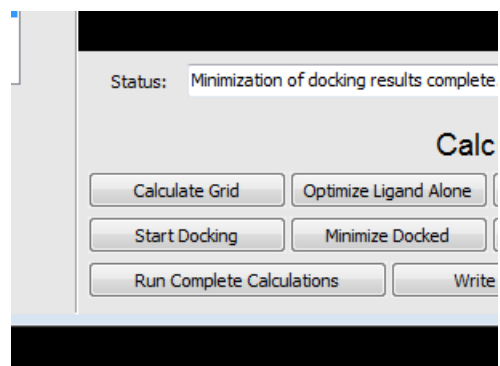 Status: Minimization of docking results complete.
Calc
Calculate Grid Optimize Ligand Alone
Start Docking Minimize Docked
Run Complete Calculations Write